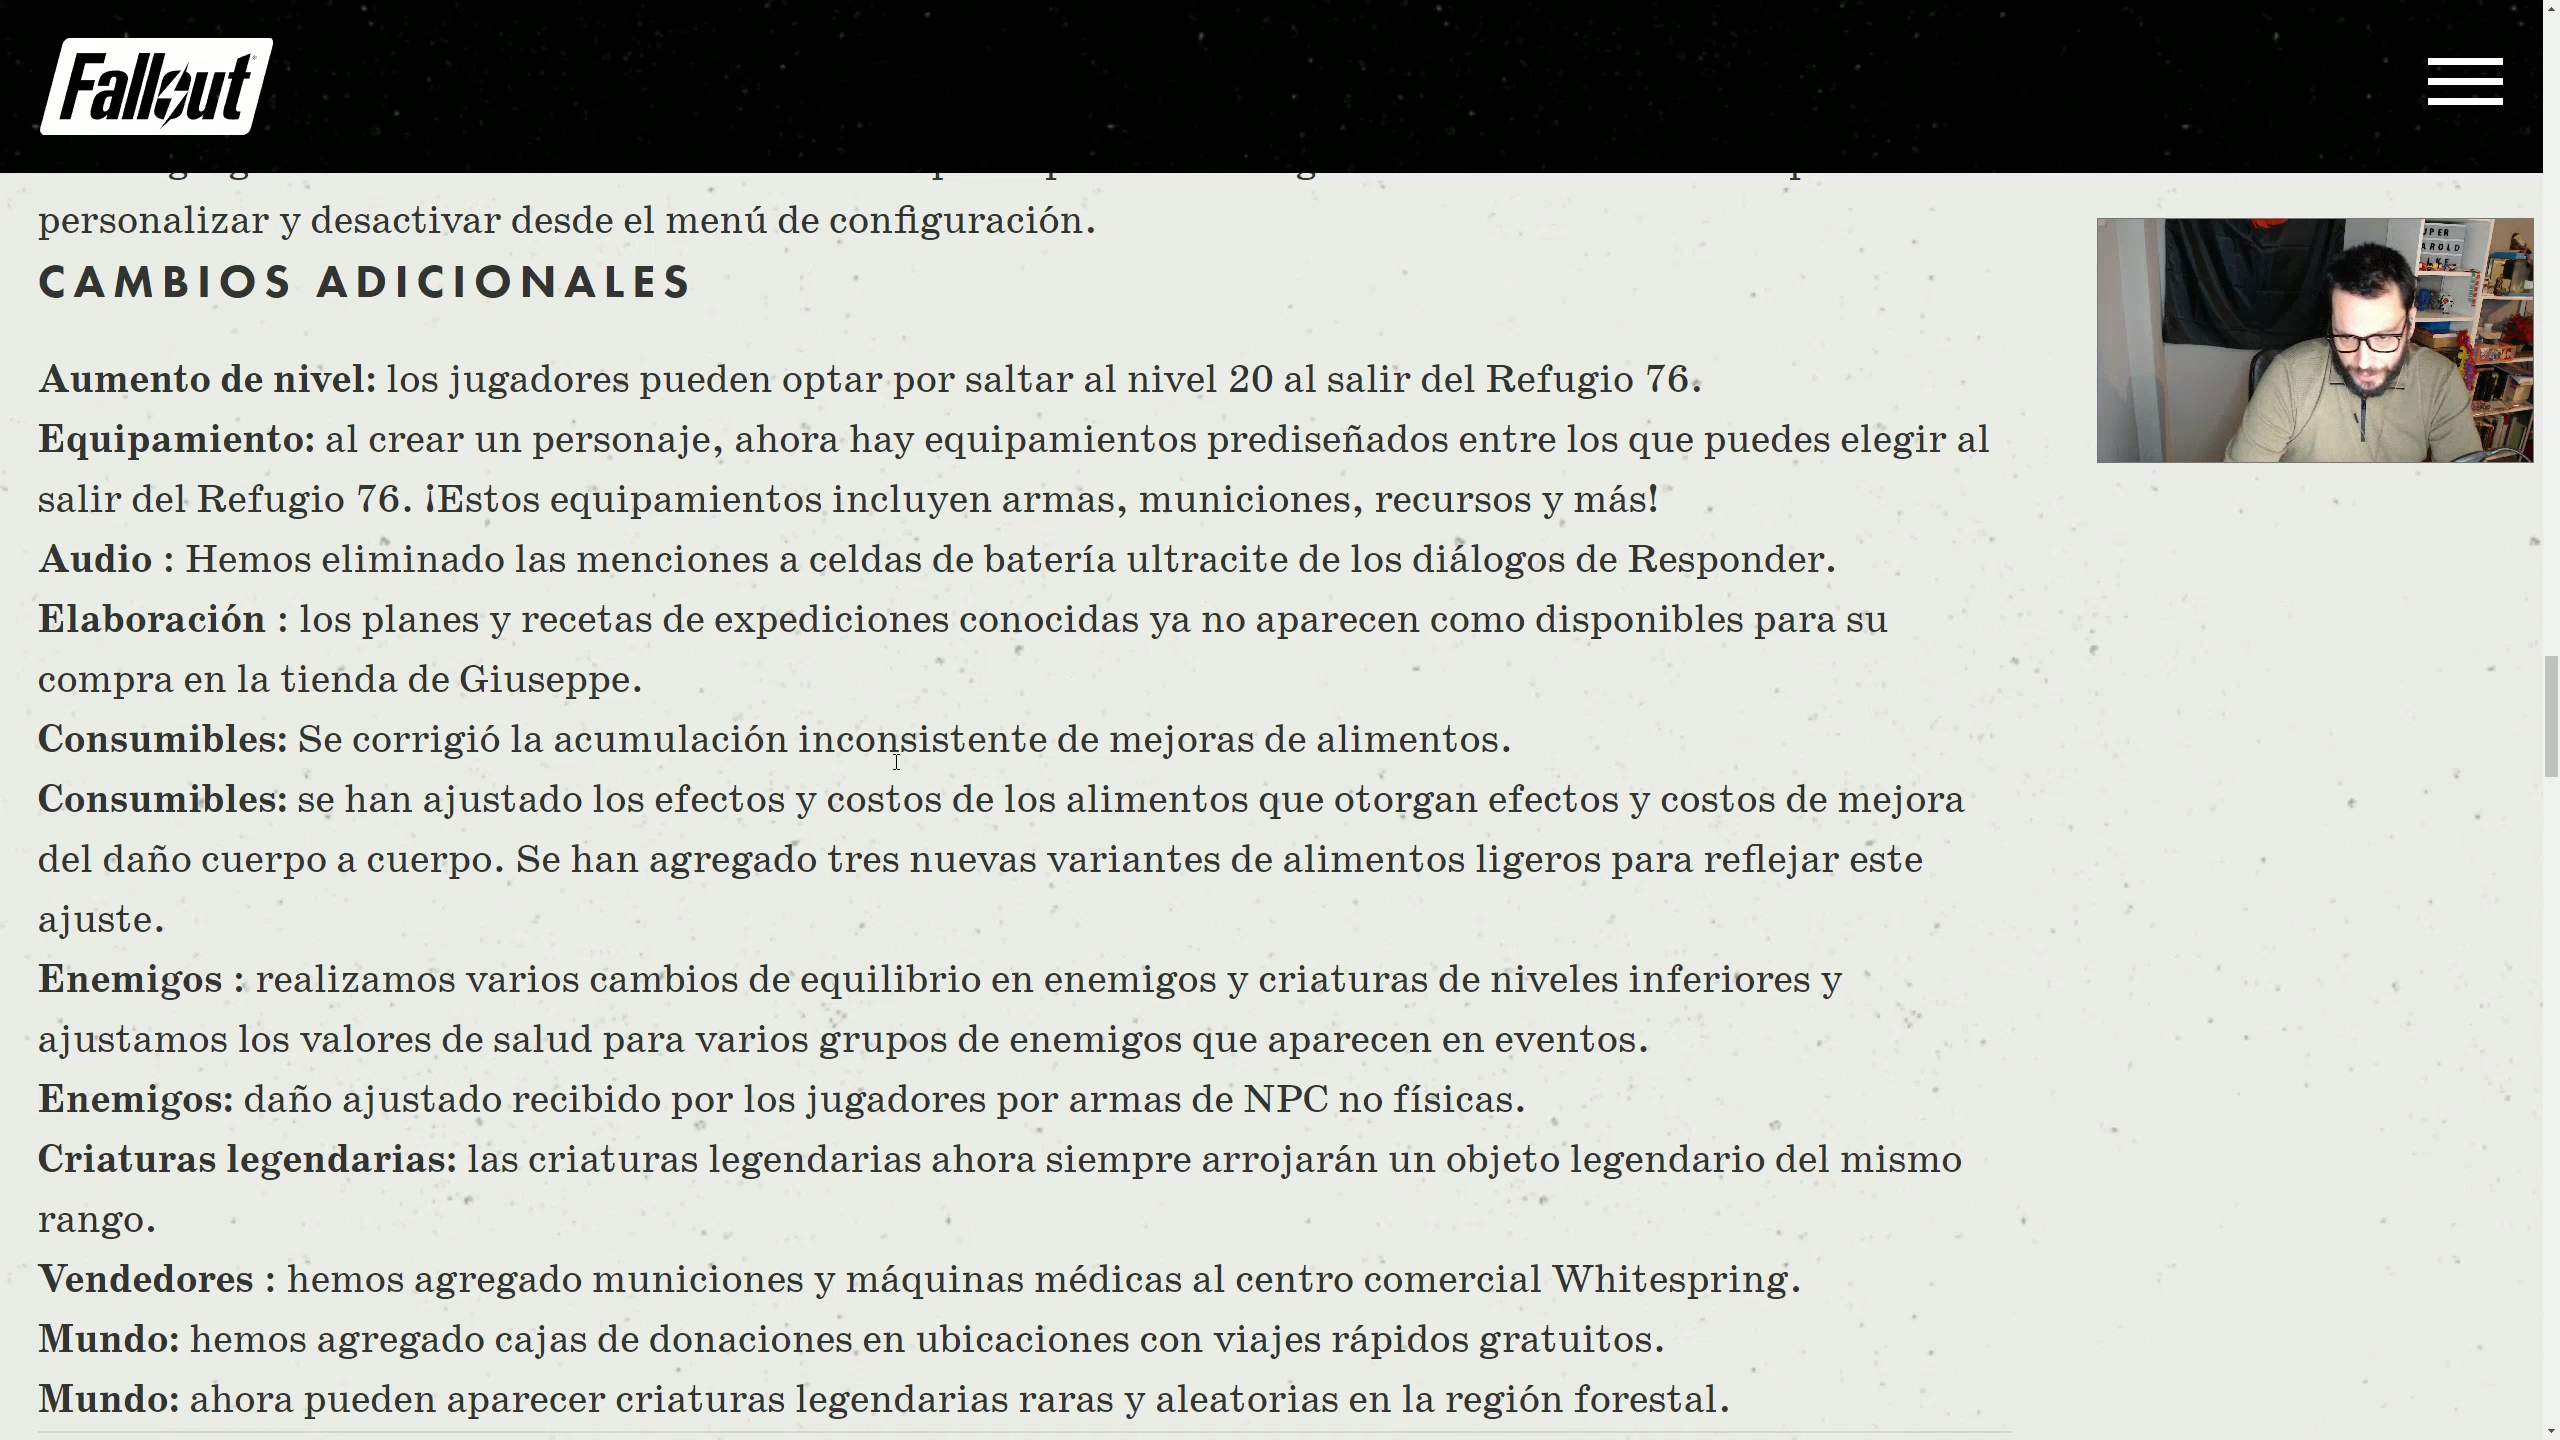 Fallout
personalizar y desactivar desde el menú de configuración.
CAMBIOS ADICIONALES
Aumento de nivel: los jugadores pueden optar por saltar al nivel 20 al salir del Refugio 76.
Equipamiento: al crear un personaje, ahora hay equipamientos prediseñados entre los que puedes elegir al
salir del Refugio 76. ¡Estos equipamientos incluyen armas, municiones, recursos y más!
Audio : Hemos eliminado las menciones a celdas de batería ultracite de los diálogos de Responder.
Elaboración : los planes y recetas de expediciones conocidas ya no aparecen como disponibles para su
compra en la tienda de Giuseppe.
Consumibles: Se corrigió la acumulación inconsistente de mejoras de alimentos.
Consumibles: se han ajustado los efectos y costos de los alimentos que otorgan efectos y costos de mejora
del daño cuerpo a cuerpo. Se han agregado tres nuevas variantes de alimentos ligeros para reflejar este
ajuste.
Enemigos : realizamos varios cambios de equilibrio en enemigos y criaturas de niveles inferiores y
ajustamos los valores de salud para varios grupos de enemigos que aparecen en eventos.
Enemigos: daño ajustado recibido por los jugadores por armas de NPC no físicas.
Criaturas legendarias: las criaturas legendarias ahora siempre arrojarán un objeto legendario del mismo
rango.
Vendedores : hemos agregado municiones y máquinas médicas al centro comercial Whitespring.
Mundo: hemos agregado cajas de donaciones en ubicaciones con viajes rápidos gratuitos.
Mundo: ahora pueden aparecer criaturas legendarias raras y aleatorias en la región forestal.